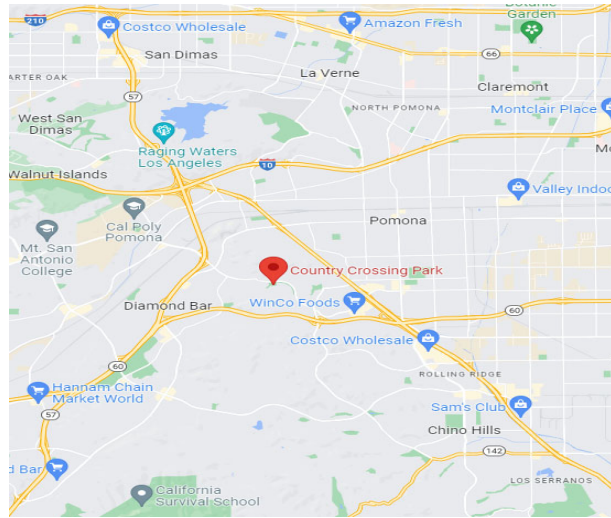 Botanic
Garden
210
Costco Wholesale
Amazon Fresh
San Dimas
66
La Verne
ARTER OAK
Claremont
57
NORTH POMONA
Montclair Place
West San
Dimas
Raging Waters
Los Angeles
Mo
10
Walnut Islands
Valley Indoo
Cal Poly
Pomona
Pomona
Mt. San
Antonio
College
Country Crossing Park
Diamond Bar
WinCo Foods
60
Costco Wholesale
60
ROLLING RIDGE
Hannam Chain
Market World
57
Sam's Club
Chino Hills
142
d Bar
LOS SERRANOS
California
Survival School